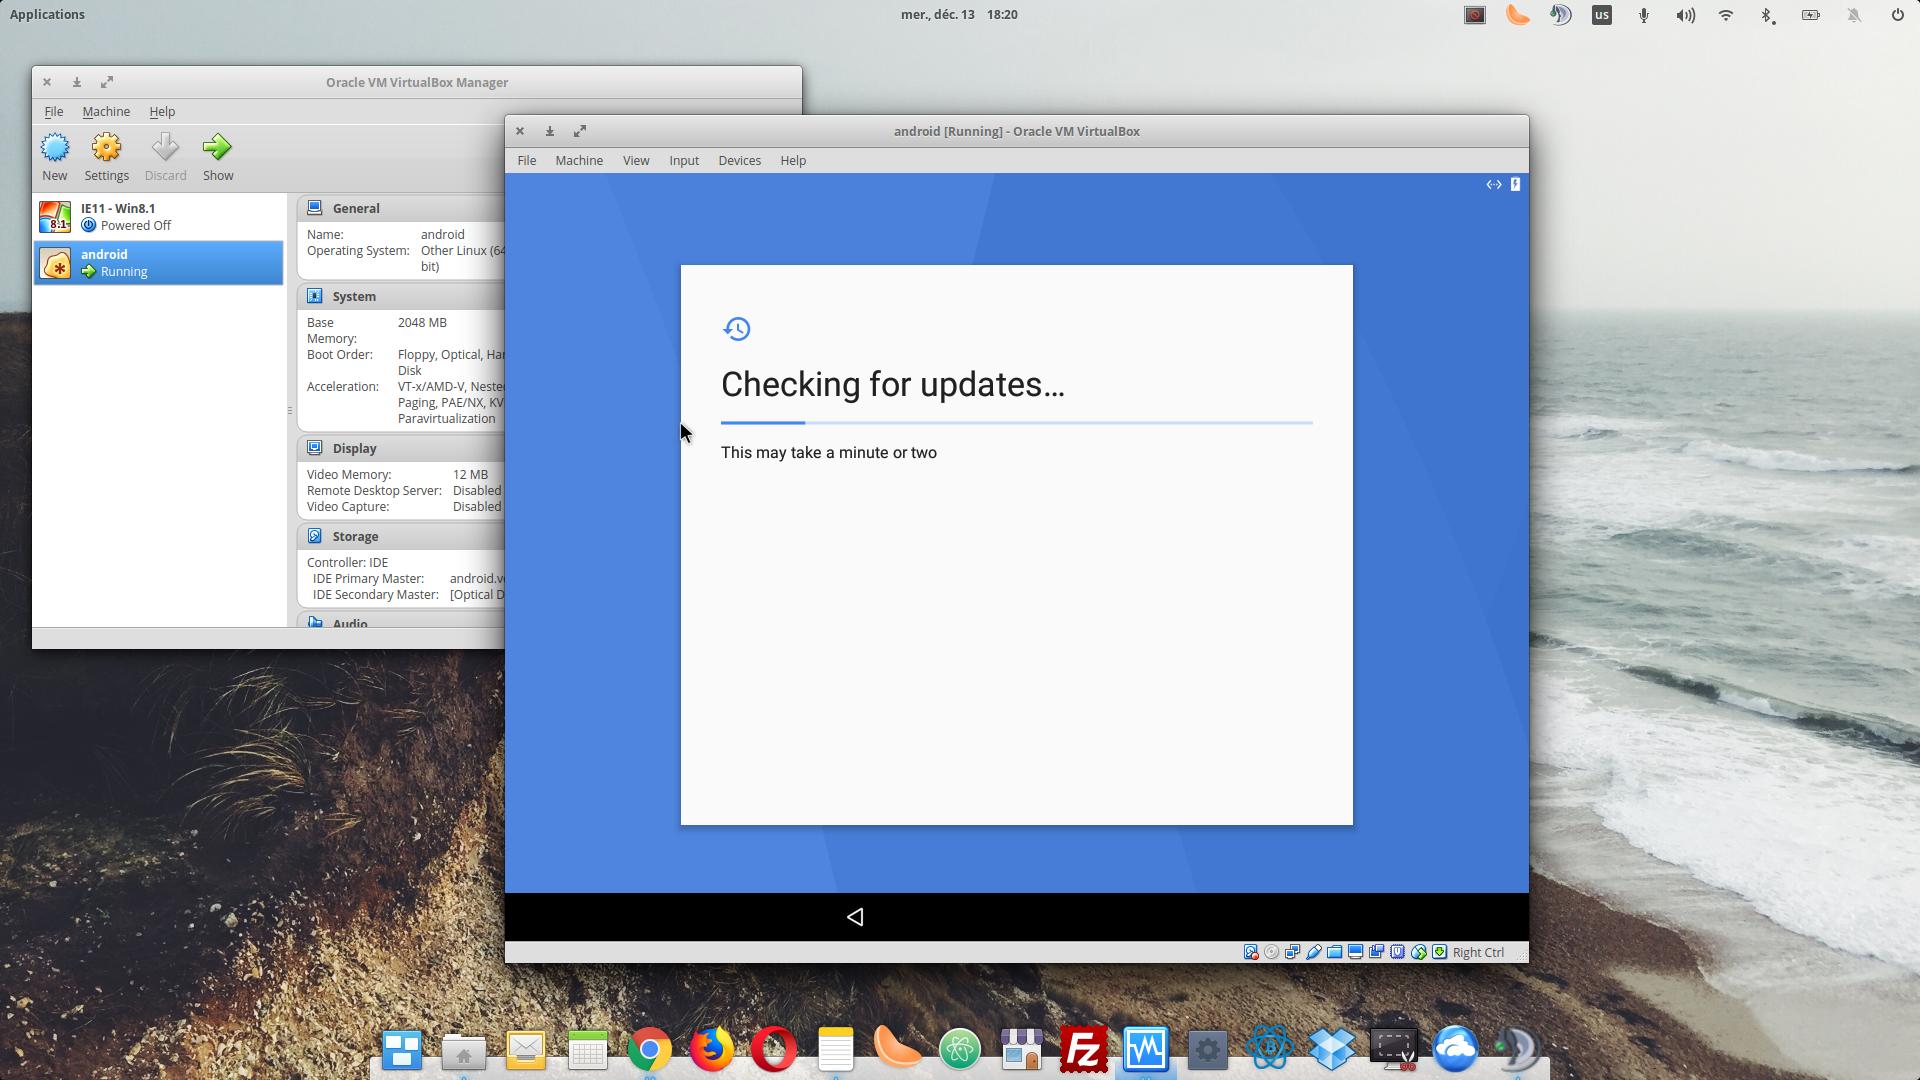 Applications
mer., déc. 13 18:20
us
Oracle VM VirtualBox Manager
File Machine Help
New Settings Discard Show
IE11 - Win8.1
Powered Off
8.1
android
Running
General
Name: android
Operating System: Other Linux (64
bit)
System
Base 2048 MB
Memory:
Boot Order: Floppy, Optical, Har
Disk
Acceleration: VT-x/AMD-V, Neste
Paging, PAE/NX, KV
Paravirtualization
Display
Video Memory: 12 MB
Remote Desktop Server: Disabled
Video Capture: Disabled
Storage
Controller: IDE
IDE Primary Master: android.v
IDE Secondary Master: [Optical D
Audio
android [Running] - Oracle VM VirtualBox
File Machine View Input Devices Help
Checking for updates...
This may take a minute or two
Right Ctrl
FZ